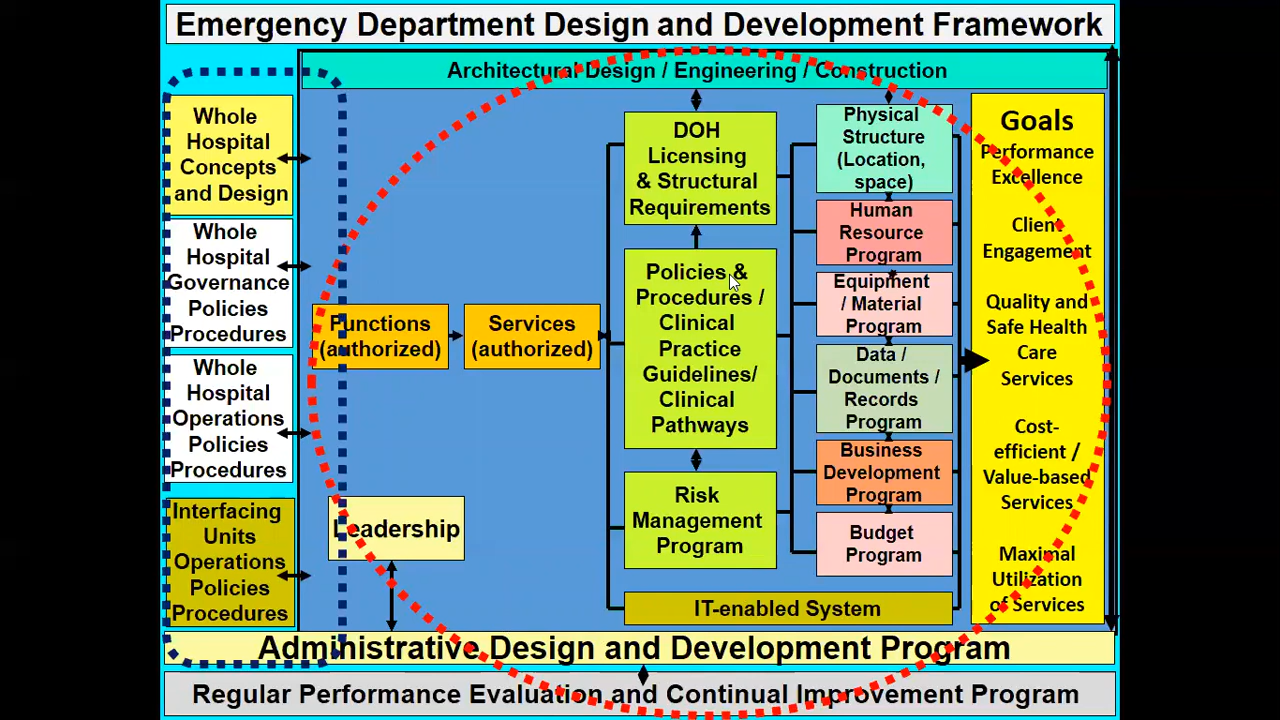 Emergency Department Design and Development Framework
Architectural Design / Engineering / Construction
Whole
Hospital
Concepts
and Design
Whole
Hospital
Governance
Policies
Procedures
Whole
Hospital
Operations
Policies
Procedures
Interfacing
Units
Operations
Policies
Procedures
Functions
(authorized)
Services
(authorized)
Leadership
DOH
Licensing
& Structural
Requirements
Policies &
Procedures /
Clinical
Practice
Guidelines/
Clinical
Pathways
Risk
Management
Program
Physical
Structure
(Location,
space)
Human
Resource
Program
Equipment
/ Material
Program
Data /
Documents /
Records
Program
Business
Development
Program
Budget
Program
IT-enabled System
Goals
Performance
Excellence
Client
Engagement
Quality and
Safe Health
Care
Services
Cost-
efficient /
Value-based
Services
Maximal
Utilization
of Services
Administrative Design and Development Program
Regular Performance Evaluation and Continual Improvement Program